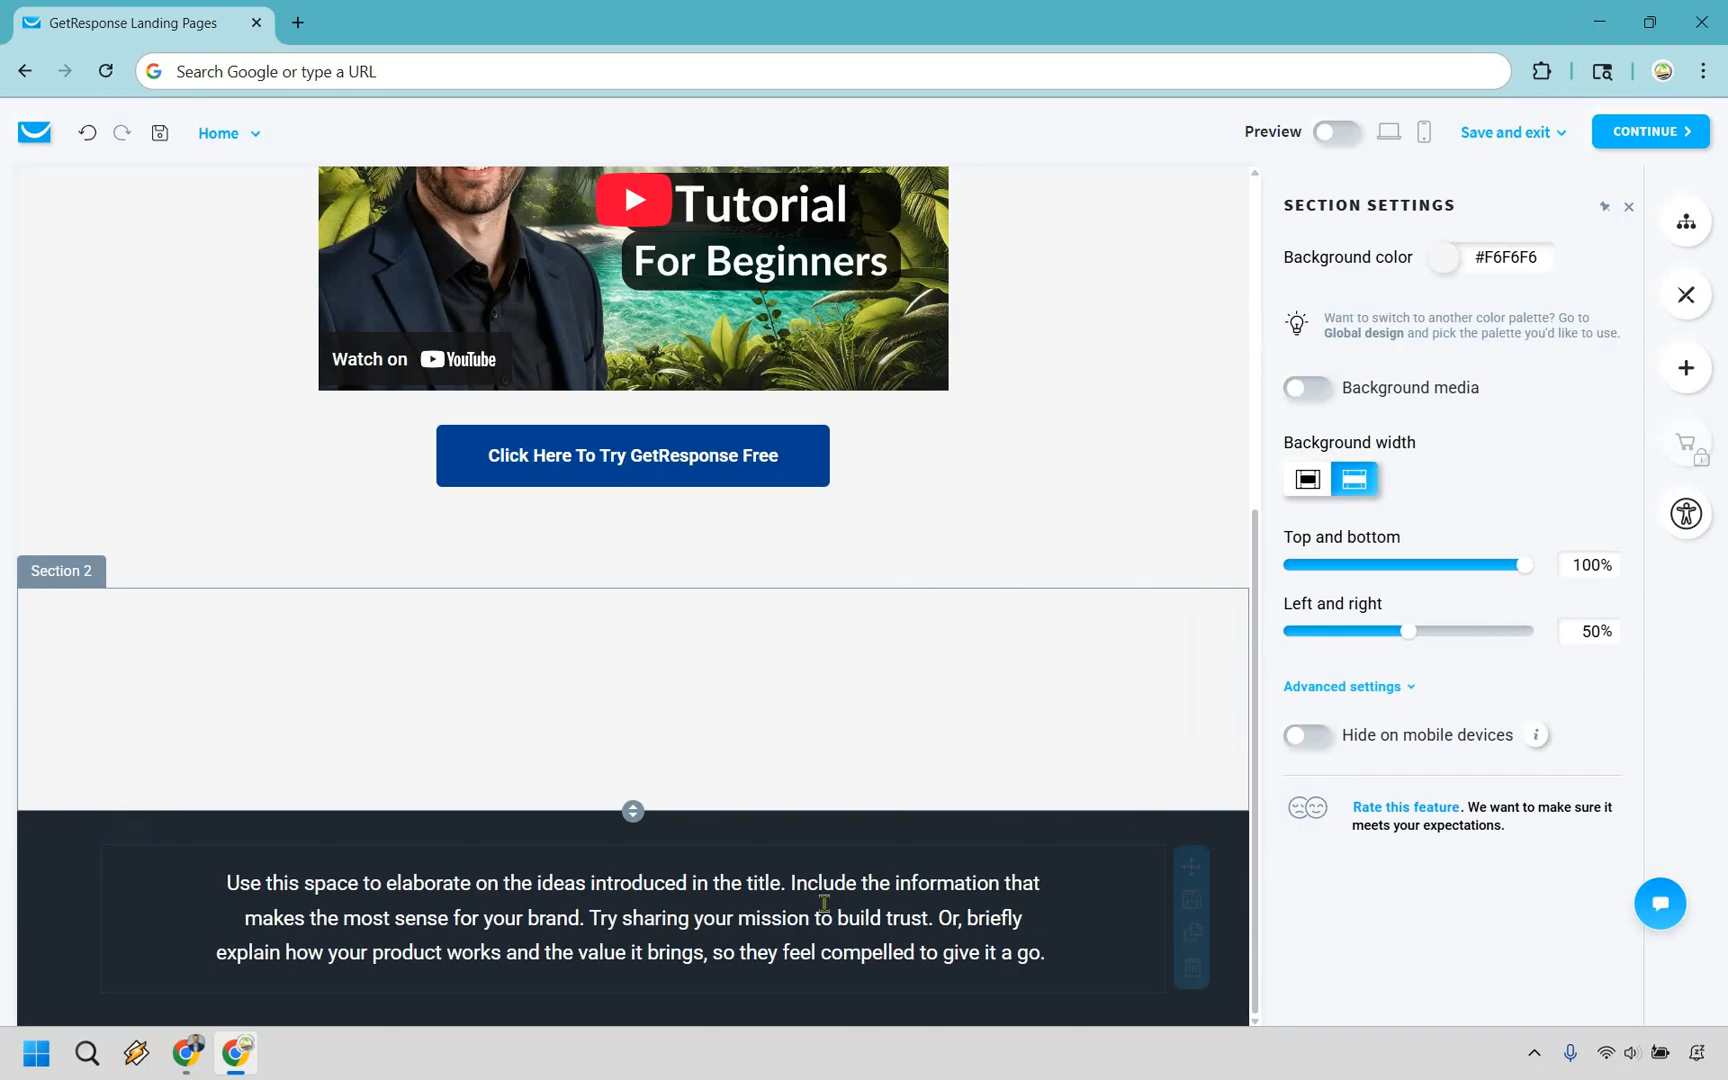 GetResponse Landing Pages
Search Google or type a URL
Home
Preview
Save and exit
CONTINUE
Tutorial
For Beginners
Watch on YouTube
Click Here To Try GetResponse Free
Section 2
Use this space to elaborate on the ideas introduced in the title. Include the information that
makes the most sense for your brand. Try sharing your mission to build trust. Or, briefly
explain how your product works and the value it brings, so they feel compelled to give it a go.
SECTION SETTINGS
Background color #F6F6F6
Want to switch to another color palette? Go to
Global design and pick the palette you'd like to use.
Background media
Background width
Top and bottom
100%
Left and right
50%
Advanced settings
Hide on mobile devices
Rate this feature. We want to make sure it
meets your expectations.